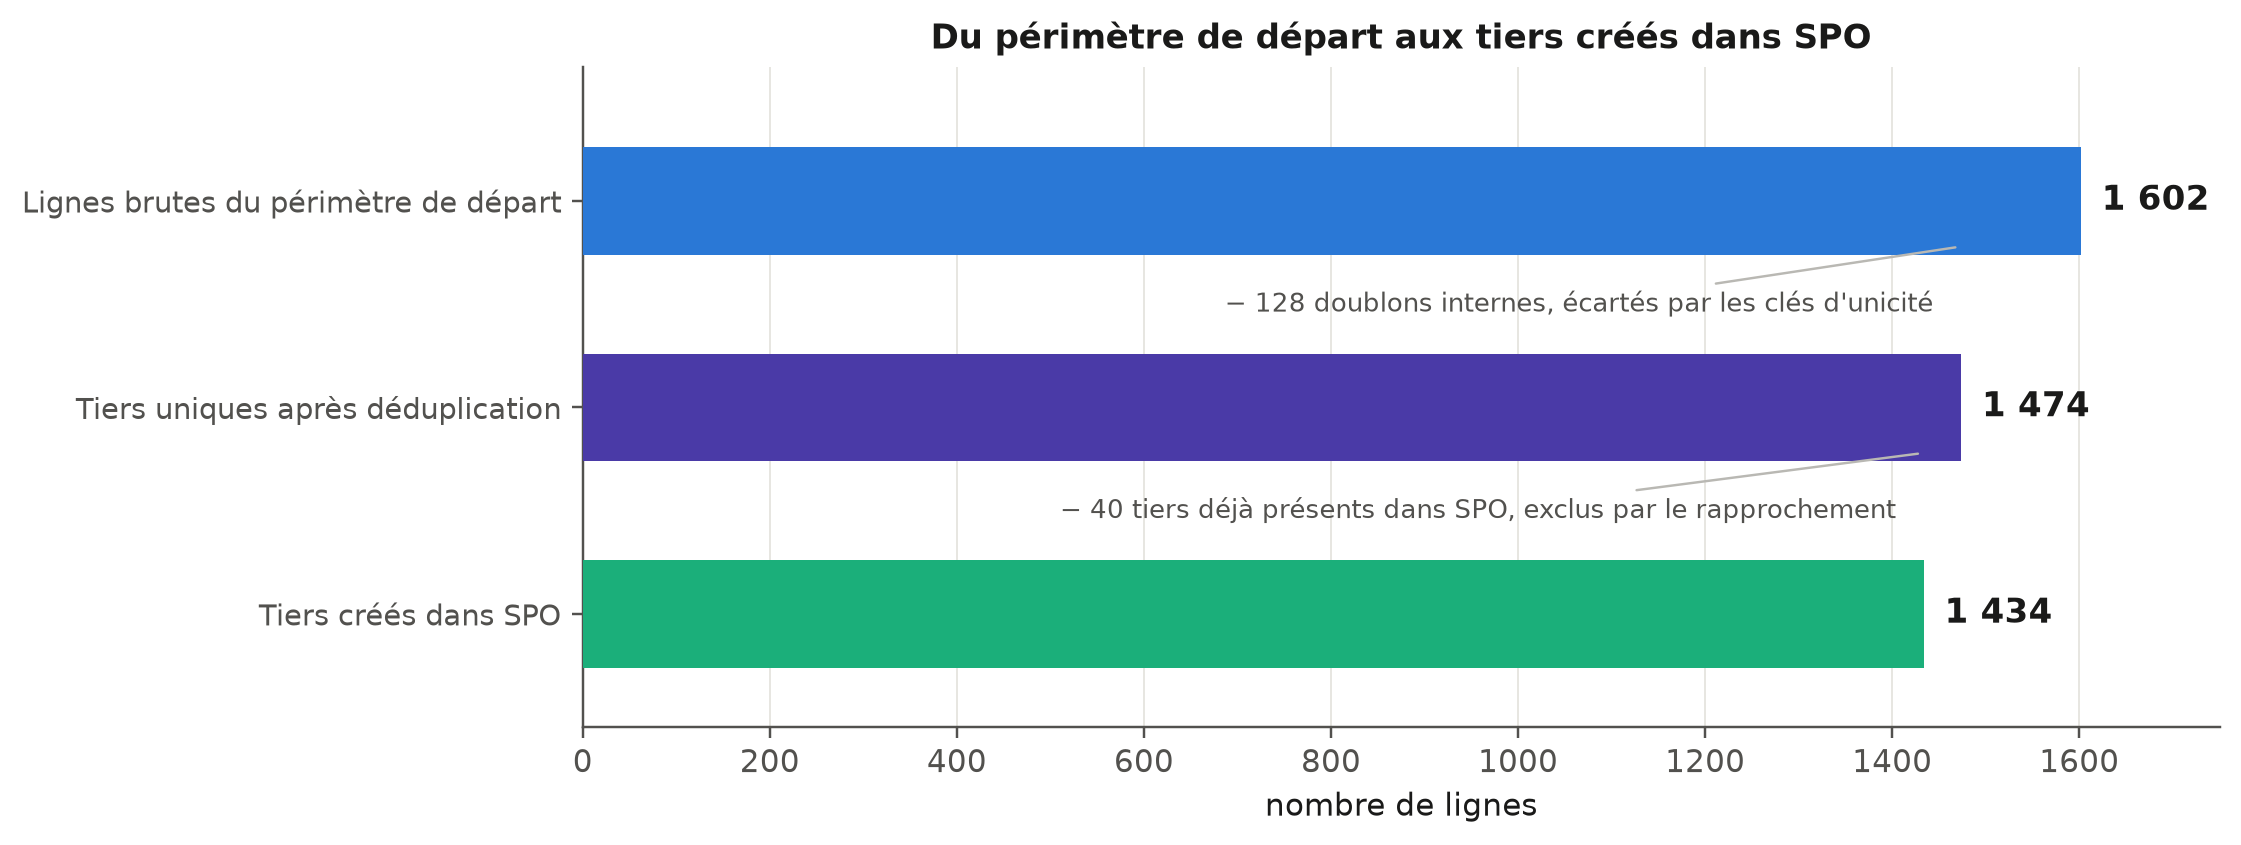 Du périmètre de départ aux tiers créés dans SPO
Lignes brutes du périmètre de départ
1 602
− 128 doublons internes, écartés par les clés d'unicité
Tiers uniques après déduplication
1 474
− 40 tiers déjà présents dans SPO, exclus par le rapprochement
Tiers créés dans SPO
1 434
0 200 400 600 800 1000 1200 1400 1600
nombre de lignes